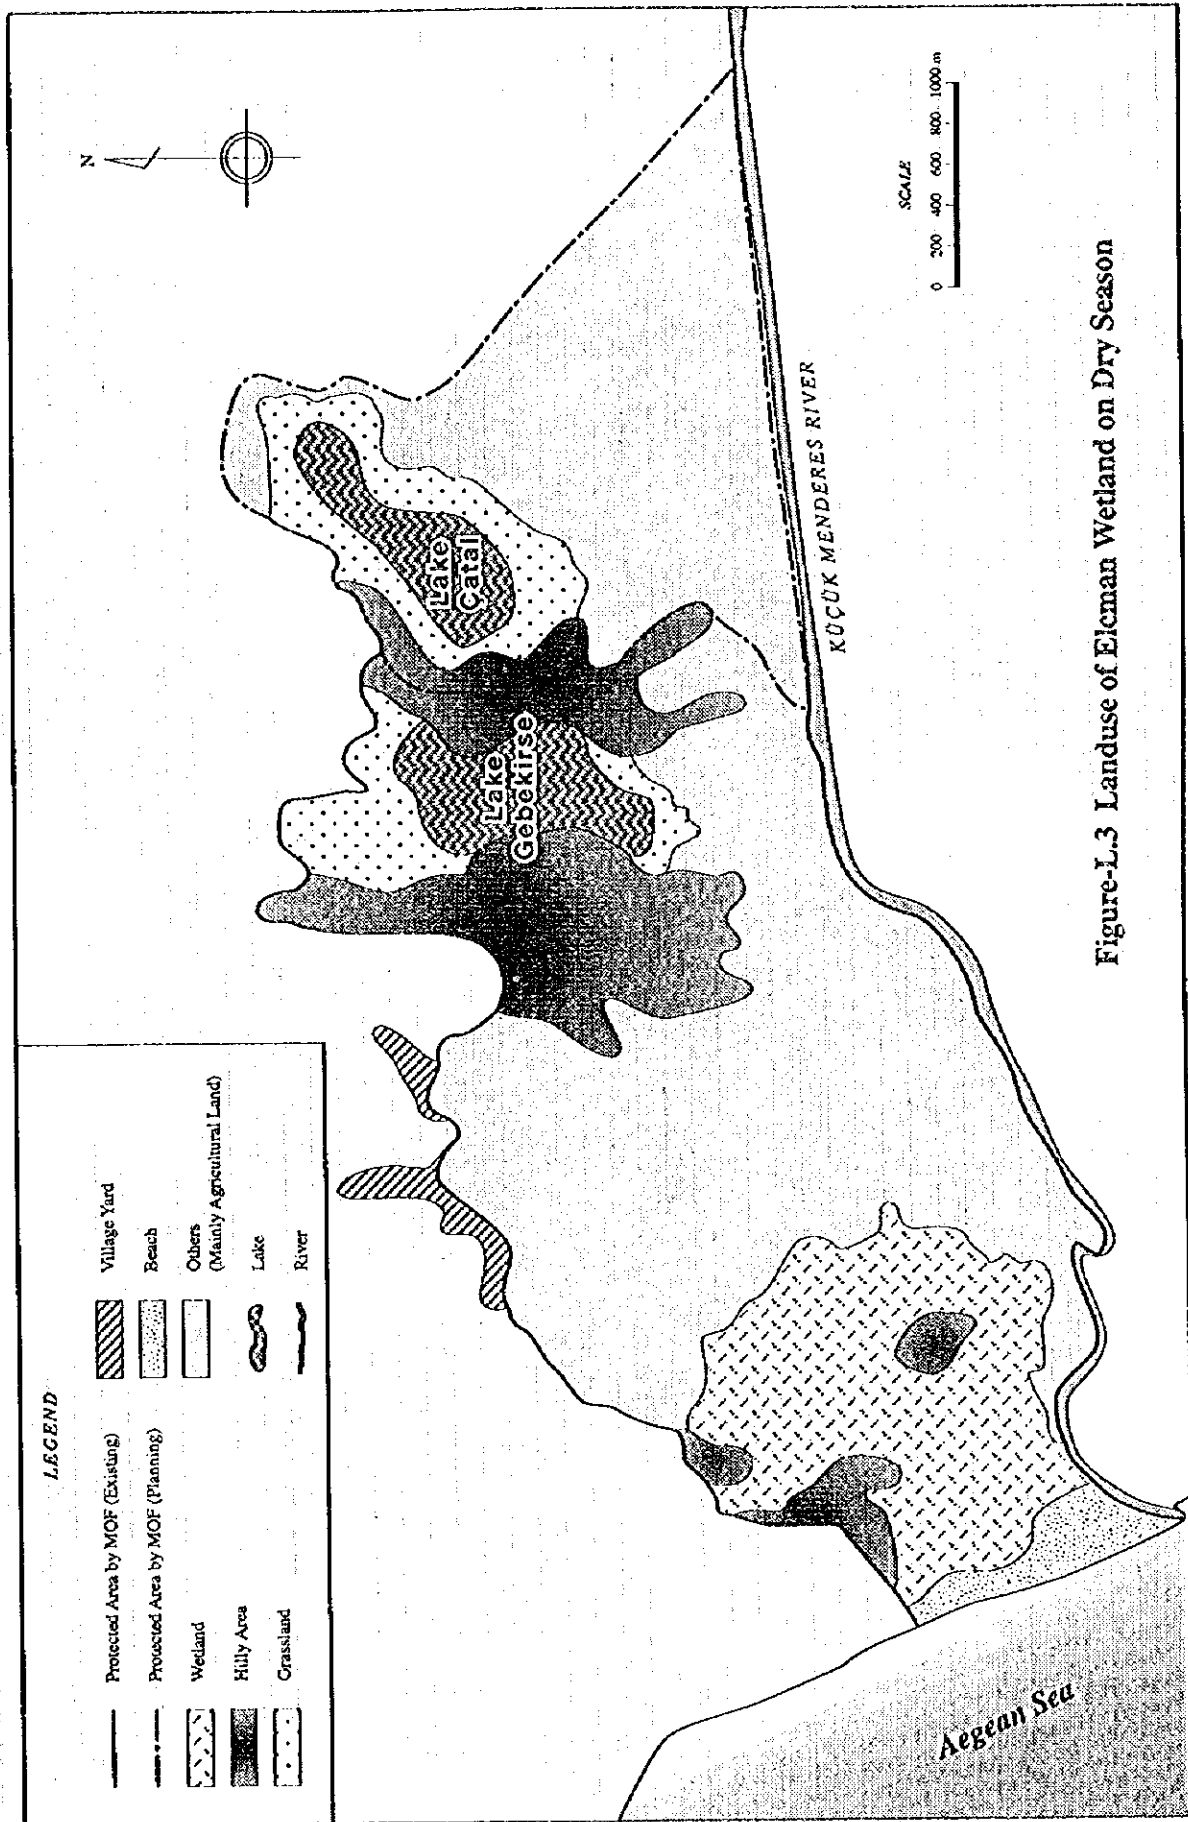 LEGEND
Protected Area by MOF (Existing)
Protected Area by MOF (Planning)
Wetland
Hilly Area
Grassland
Village Yard
Beach
Others
(Mainly Agricultural Land)
Lake
River
N
Lake
Çatal
Lake
Gebekirse
KÜÇÜK MENDERES RIVER
Aegean Sea
SCALE
0 200 400 600 800 1000 m
Figure-L.3 Landuse of Elcman Wetland on Dry Season